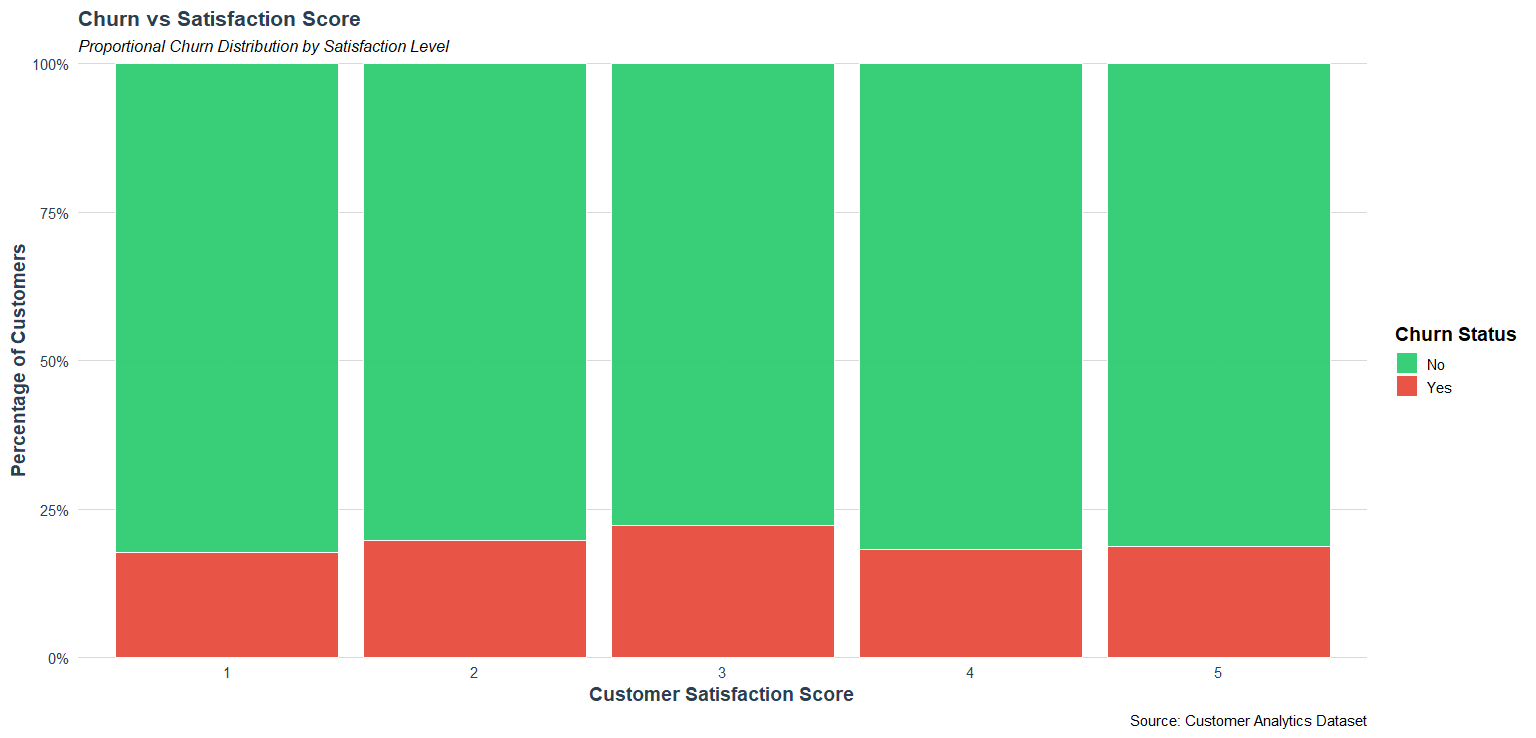 Churn vs Satisfaction Score
Proportional Churn Distribution by Satisfaction Level
100%
75%
50%
25%
0%
Percentage of Customers
1 2 3 4 5
Customer Satisfaction Score
Churn Status
No
Yes
Source: Customer Analytics Dataset